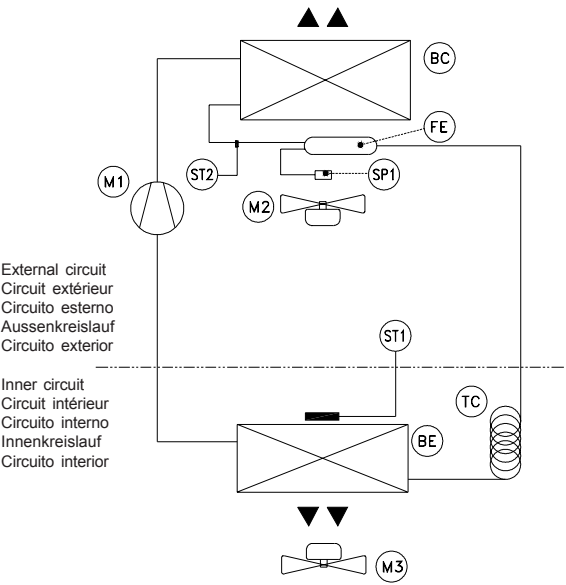 BC
FE
ST2
SP1
M1
M2
External circuit
Circuit extérieur
Circuito esterno
Aussenkreislauf
Circuito exterior
ST1
Inner circuit
Circuit intérieur
Circuito interno
Innenkreislauf
Circuito interior
TC
BE
M3